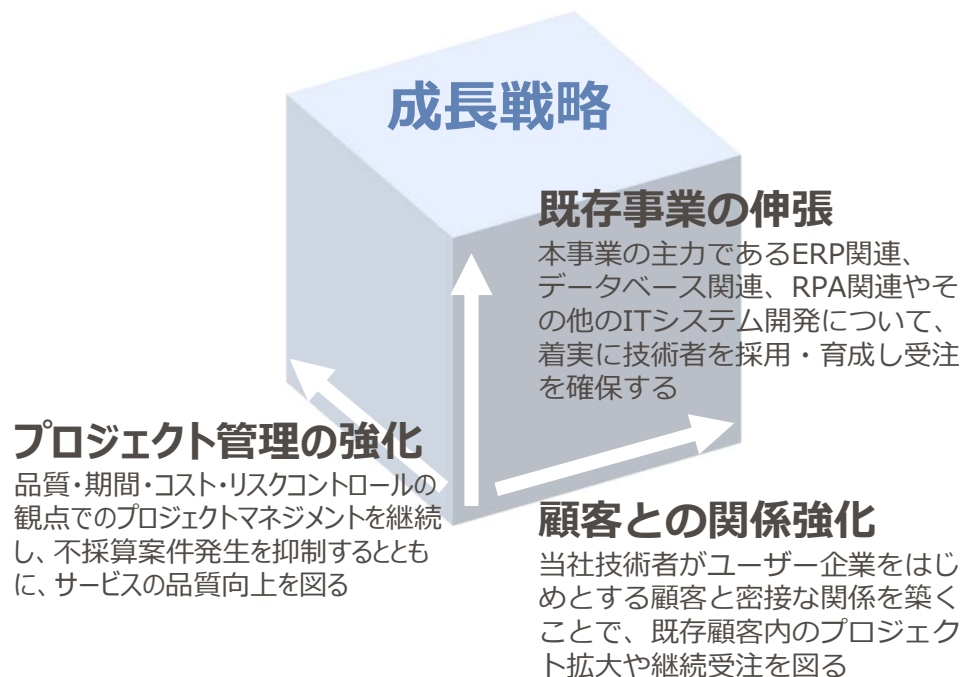 成長戦略
既存事業の伸張
本事業の主力であるERP関連、
データベース関連、RPA関連やそ
の他のITシステム開発について、
着実に技術者を採用・育成し受注
を確保する
プロジェクト管理の強化
品質・期間・コスト・リスクコントロールの
観点でのプロジェクトマネジメントを継続
し、不採算案件発生を抑制するととも
に、サービスの品質向上を図る
顧客との関係強化
当社技術者がユーザー企業をはじ
めとする顧客と密接な関係を築く
ことで、既存顧客内のプロジェク
ト拡大や継続受注を図る